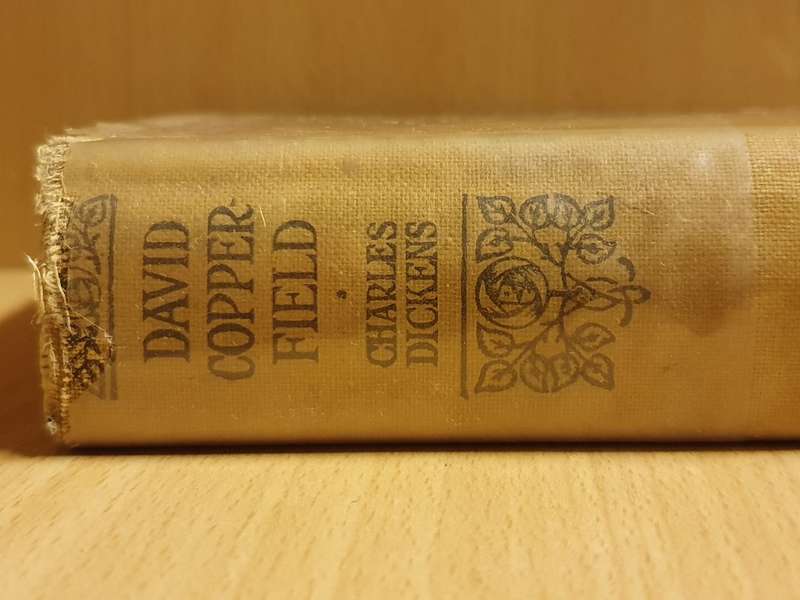 DAVID
COPPER-
FIELD
CHARLES
DICKENS